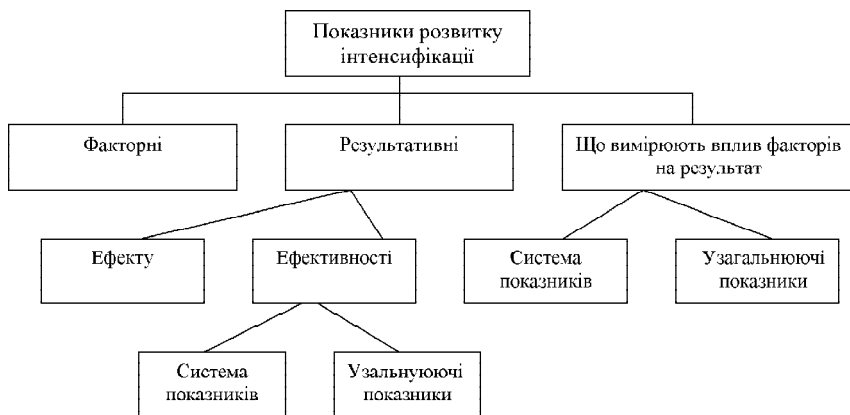 Показники розвитку
інтенсифікації
Факторні
Результативні
Що вимірюють вплив факторів
на результат
Ефекту
Ефективності
Система
показників
Узагальнюючі
показники
Система
показників
Узальнуюючі
показники